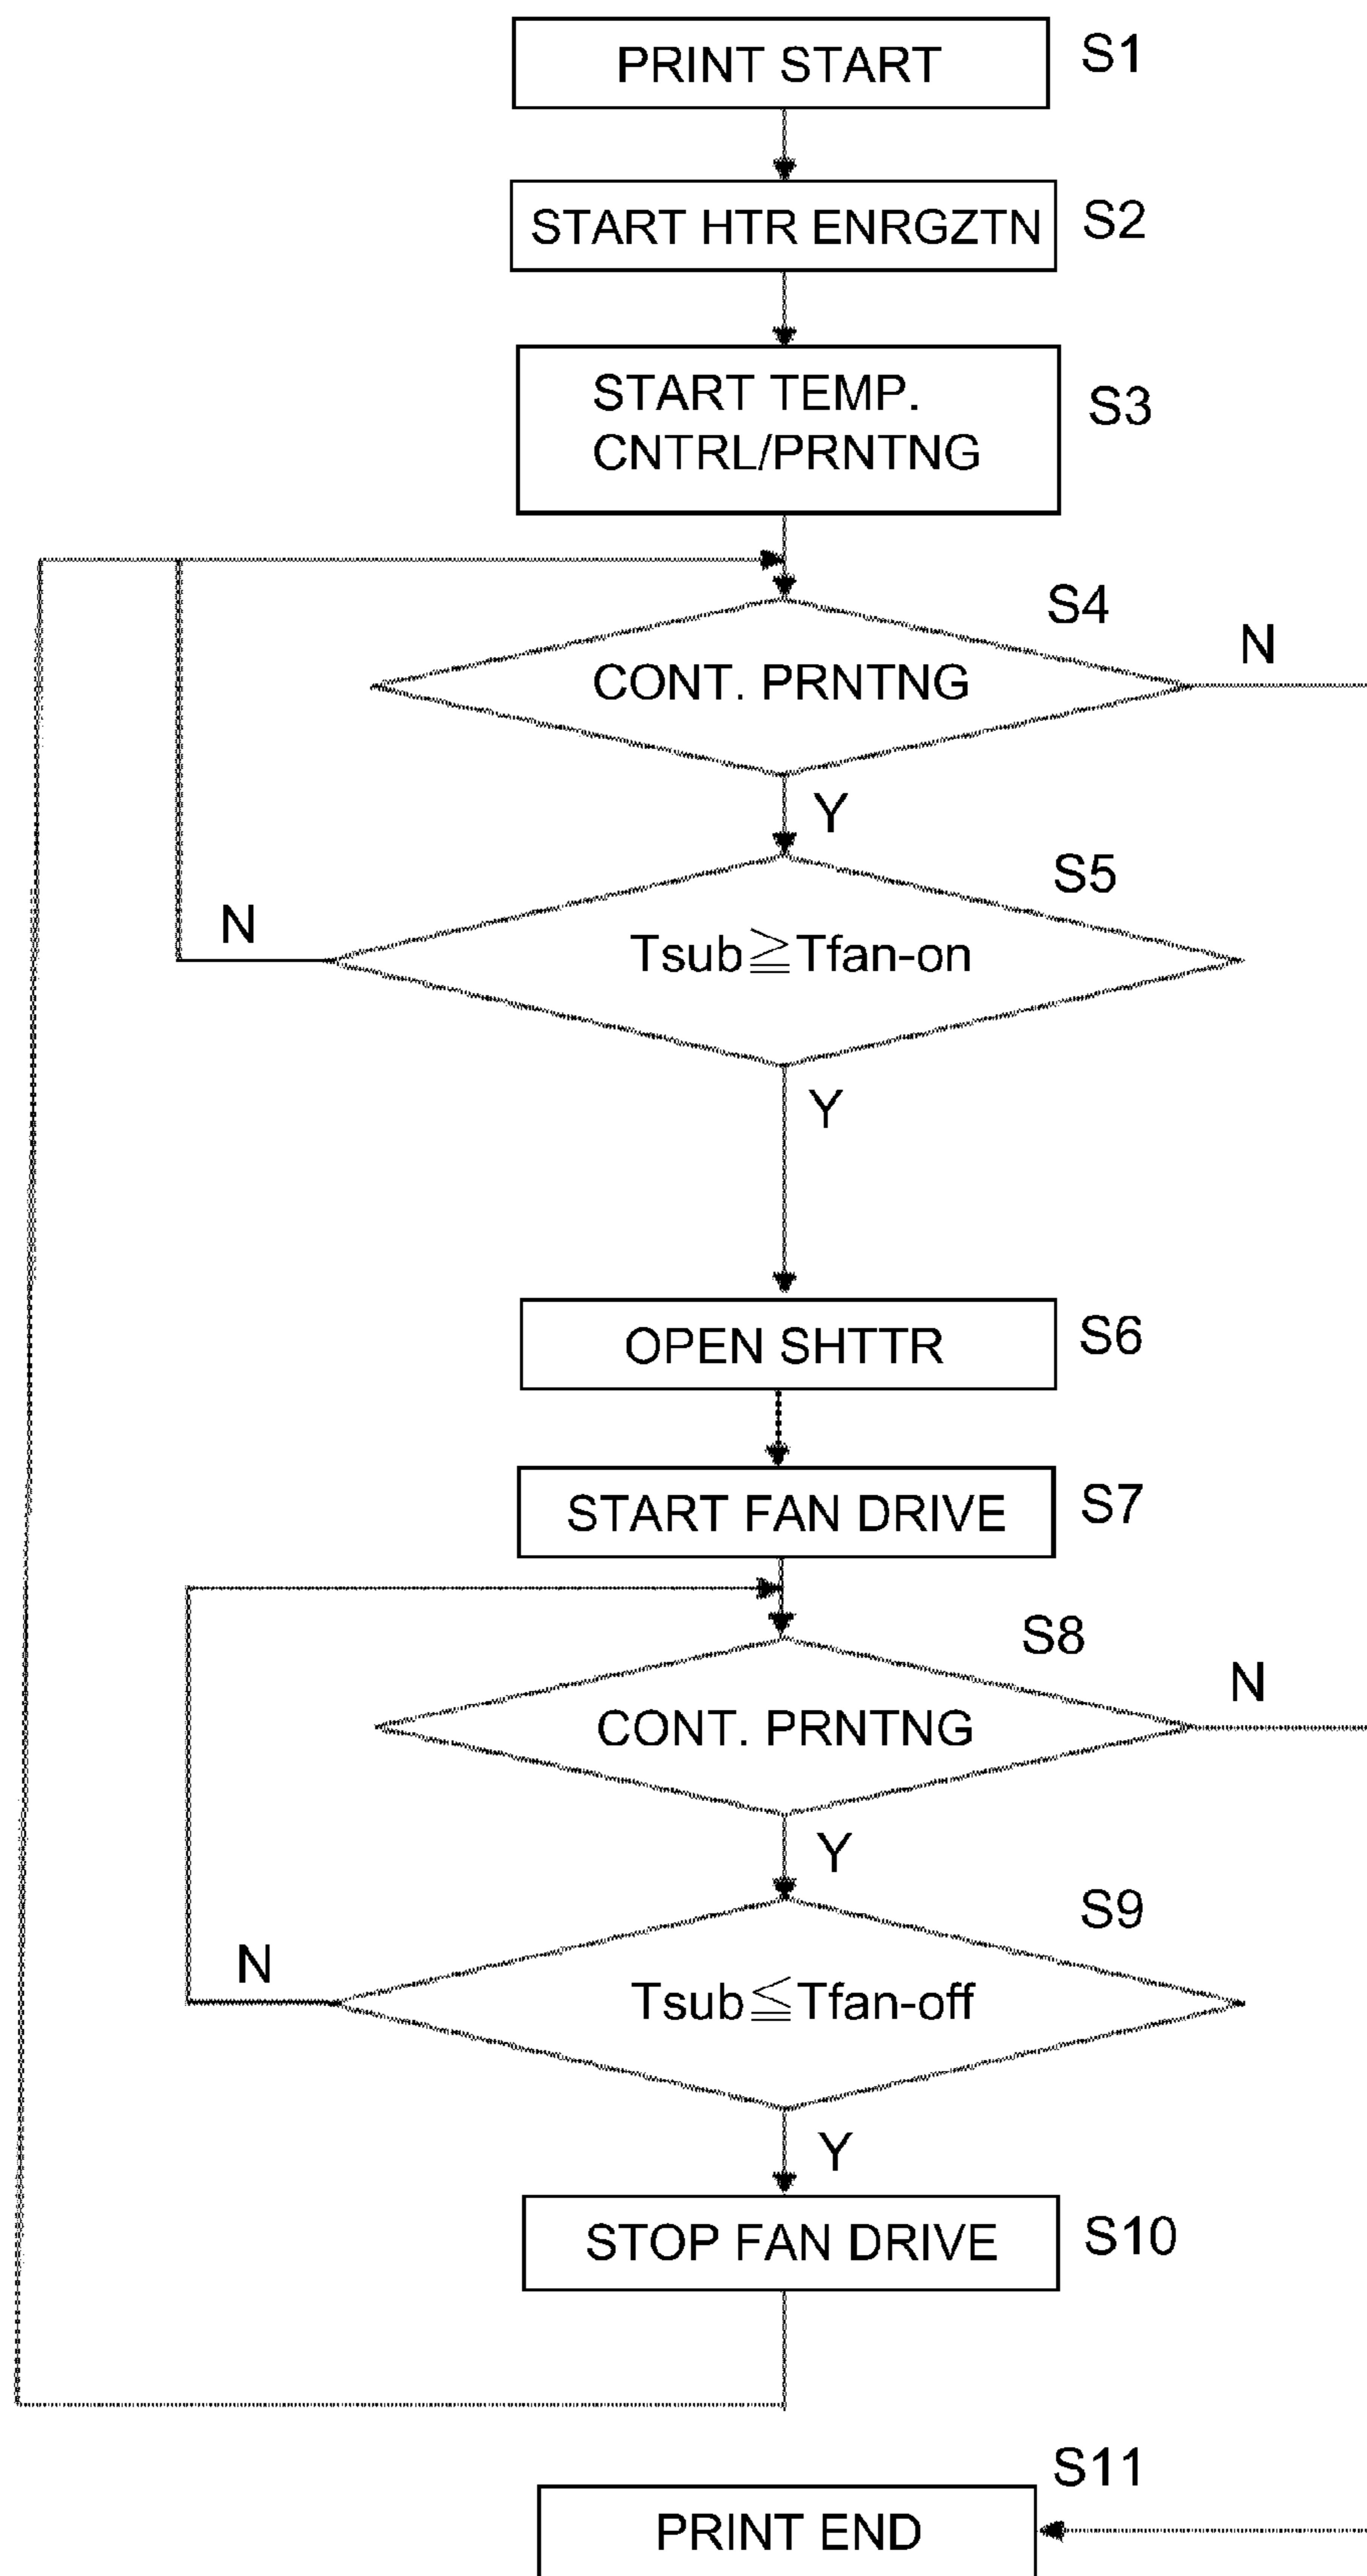 PRINT START
S1
START HTR ENRGZTN
S2
START TEMP.
CNTRL/PRNTNG
S3
S4
N
CONT. PRNTNG
Y
S5
N
Tsub≧Tfan-on
Y
OPEN SHTTR
S6
START FAN DRIVE
S7
S8
N
CONT. PRNTNG
Y
S9
N
Tsub≦Tfan-off
Y
STOP FAN DRIVE
S10
S11
PRINT END